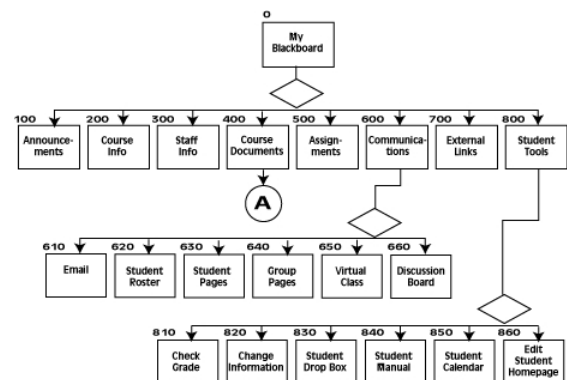 0
My
Blackboard
100 200 300 400 500 600 700 800
Announce-
ments
Course
Info
Staff
Info
Course
Documents
Assign-
ments
Communica-
tions
External
Links
Student
Tools
A
610 620 630 640 650 660
Email
Student
Roster
Student
Pages
Group
Pages
Virtual
Class
Discussion
Board
810 820 830 840 850 860
Check
Grade
Change
Information
Student
Drop Box
Student
Manual
Student
Calendar
Edit
Student
Homepage